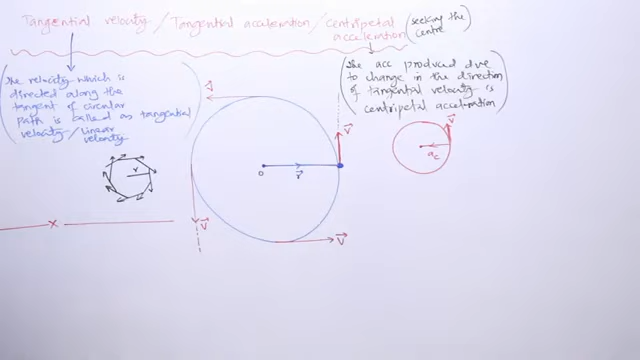 Tangential velocity / Tangential acceleration / centripetal acceleration (seeking the centre)
The velocity which is
directed along the
tangent of circular
path is called as tangential
velocity / linear
velocity
The acc produced due
to change in the direction
of tangential velocity is
centripetal acceleration
V
V
V
r
V
V
o
r
a_c
x